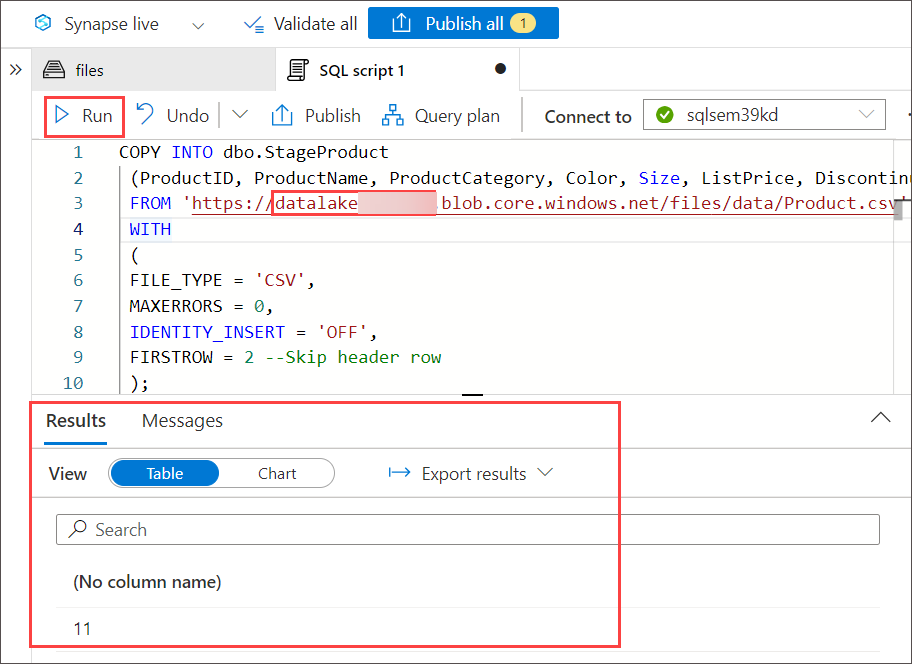 Synapse live Validate all Publish all 1
files SQL script 1
Run Undo Publish Query plan Connect to sqlsem39kd
1 COPY INTO dbo.StageProduct
2 (ProductID, ProductName, ProductCategory, Color, Size, ListPrice, Discontinu
3 FROM 'https://datalake .blob.core.windows.net/files/data/Product.csv'
4 WITH
5 (
6 FILE_TYPE = 'CSV',
7 MAXERRORS = 0,
8 IDENTITY_INSERT = 'OFF',
9 FIRSTROW = 2 --Skip header row
10 );
Results Messages
View Table Chart Export results
Search
(No column name)
11